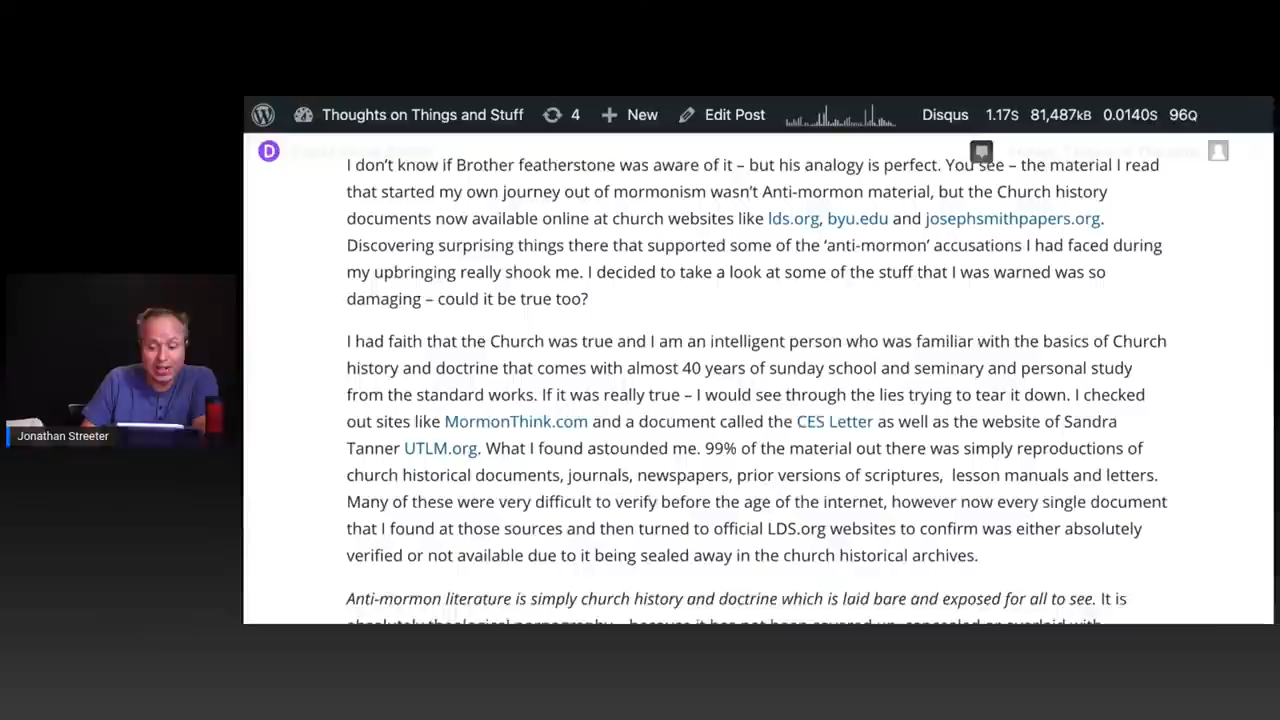 Thoughts on Things and Stuff 4 New Edit Post Disqus 1.17S 81,487KB 0.0140S 96Q
D
I don't know if Brother featherstone was aware of it – but his analogy is perfect. You see – the material I read
that started my own journey out of mormonism wasn't Anti-mormon material, but the Church history
documents now available online at church websites like lds.org, byu.edu and josephsmithpapers.org.
Discovering surprising things there that supported some of the 'anti-mormon' accusations I had faced during
my upbringing really shook me. I decided to take a look at some of the stuff that I was warned was so
damaging – could it be true too?
I had faith that the Church was true and I am an intelligent person who was familiar with the basics of Church
history and doctrine that comes with almost 40 years of sunday school and seminary and personal study
from the standard works. If it was really true – I would see through the lies trying to tear it down. I checked
out sites like MormonThink.com and a document called the CES Letter as well as the website of Sandra
Tanner UTLM.org. What I found astounded me. 99% of the material out there was simply reproductions of
church historical documents, journals, newspapers, prior versions of scriptures, lesson manuals and letters.
Many of these were very difficult to verify before the age of the internet, however now every single document
that I found at those sources and then turned to official LDS.org websites to confirm was either absolutely
verified or not available due to it being sealed away in the church historical archives.
Anti-mormon literature is simply church history and doctrine which is laid bare and exposed for all to see. It is
Jonathan Streeter